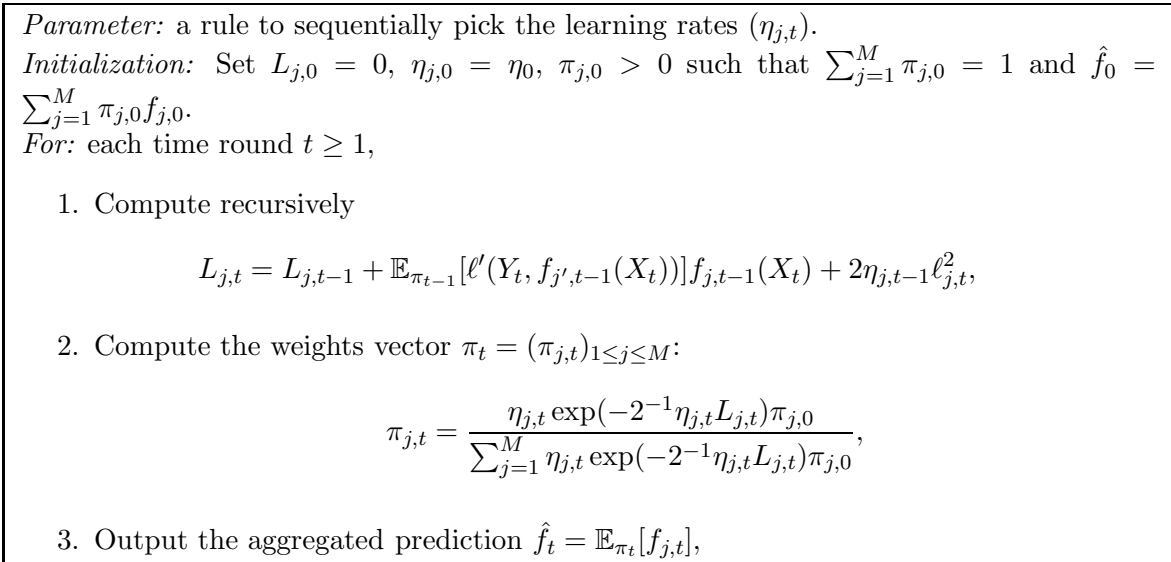 Parameter: a rule to sequentially pick the learning rates (η_{j,t}).
Initialization: Set L_{j,0} = 0, η_{j,0} = η_0, π_{j,0} > 0 such that ∑_{j=1}^{M} π_{j,0} = 1 and f̂_0 =
∑_{j=1}^{M} π_{j,0} f_{j,0}.
For: each time round t ≥ 1,
1. Compute recursively
L_{j,t} = L_{j,t−1} + 𝔼_{π_{t−1}}[ℓ′(Y_t, f_{j′,t−1}(X_t))] f_{j,t−1}(X_t) + 2η_{j,t−1} ℓ_{j,t}^2,
2. Compute the weights vector π_t = (π_{j,t})_{1≤j≤M}:
π_{j,t} = \frac{η_{j,t} exp(−2^{−1} η_{j,t} L_{j,t}) π_{j,0}}{∑_{j=1}^{M} η_{j,t} exp(−2^{−1} η_{j,t} L_{j,t}) π_{j,0}},
3. Output the aggregated prediction f̂_t = 𝔼_{π_t}[f_{j,t}],